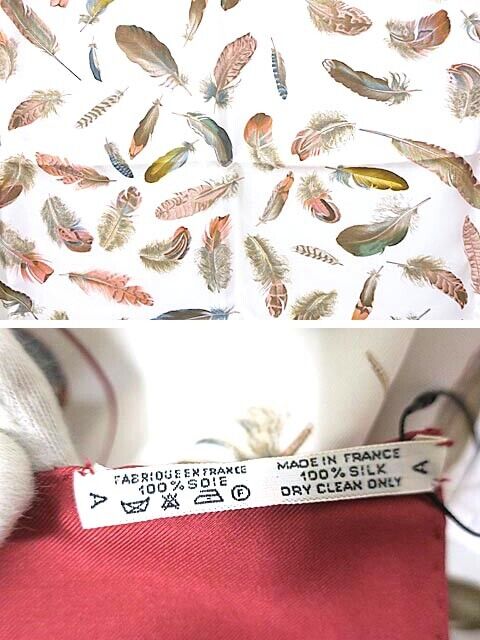 A
FABRIQUE EN FRANCE
100% SOIE
F
MADE IN FRANCE
100% SILK
DRY CLEAN ONLY
A